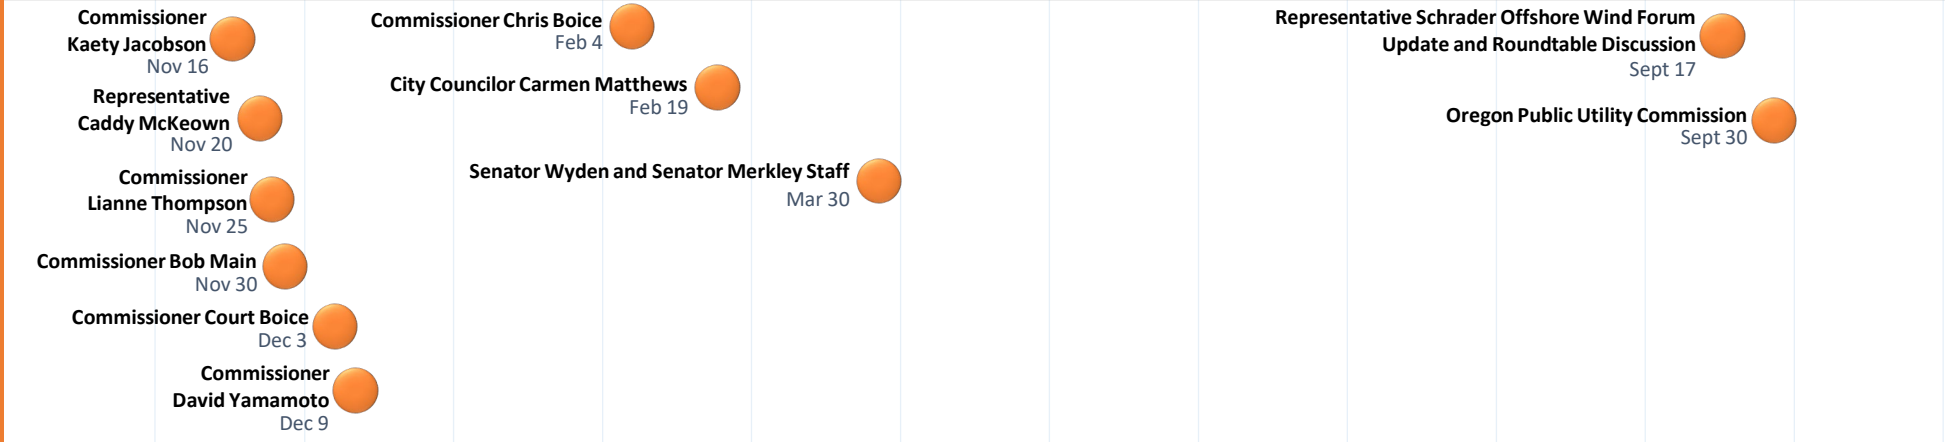 Commissioner
Kaety Jacobson
Nov 16
Representative
Caddy McKeown
Nov 20
Commissioner
Lianne Thompson
Nov 25
Commissioner Bob Main
Nov 30
Commissioner Court Boice
Dec 3
Commissioner
David Yamamoto
Dec 9
Commissioner Chris Boice
Feb 4
City Councilor Carmen Matthews
Feb 19
Senator Wyden and Senator Merkley Staff
Mar 30
Representative Schrader Offshore Wind Forum
Update and Roundtable Discussion
Sept 17
Oregon Public Utility Commission
Sept 30